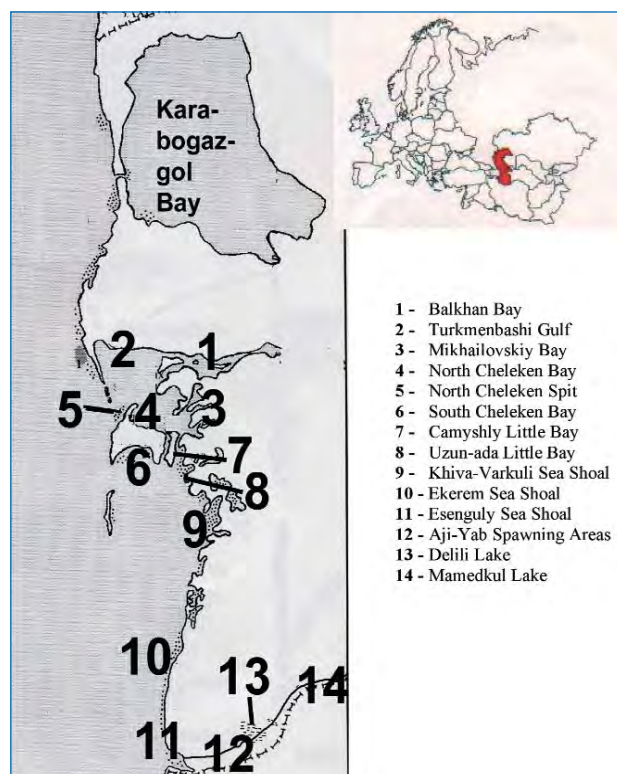 Kara-
bogaz-
gol
Bay
1 - Balkhan Bay
2 - Turkmenbashi Gulf
3 - Mikhailovskiy Bay
4 - North Cheleken Bay
5 - North Cheleken Spit
6 - South Cheleken Bay
7 - Camyshly Little Bay
8 - Uzun-ada Little Bay
9 - Khiva-Varkuli Sea Shoal
10 - Ekerem Sea Shoal
11 - Esenguly Sea Shoal
12 - Aji-Yab Spawning Areas
13 - Delili Lake
14 - Mamedkul Lake
2
1
5
4
3
6
7
8
9
10
13
14
11
12